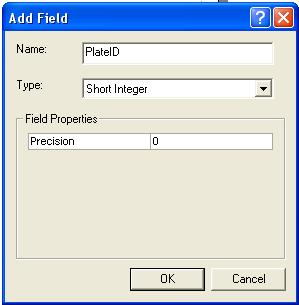 Add Field
Name: PlateID
Type: Short Integer
Field Properties
Precision 0
OK Cancel